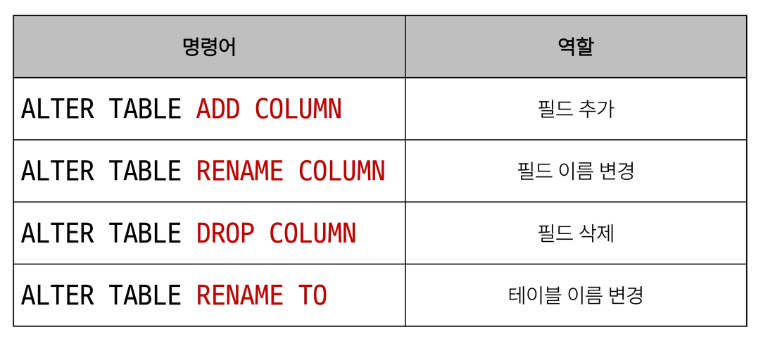 명령어 역할
ALTER TABLE ADD COLUMN 필드 추가
ALTER TABLE RENAME COLUMN 필드 이름 변경
ALTER TABLE DROP COLUMN 필드 삭제
ALTER TABLE RENAME TO 테이블 이름 변경